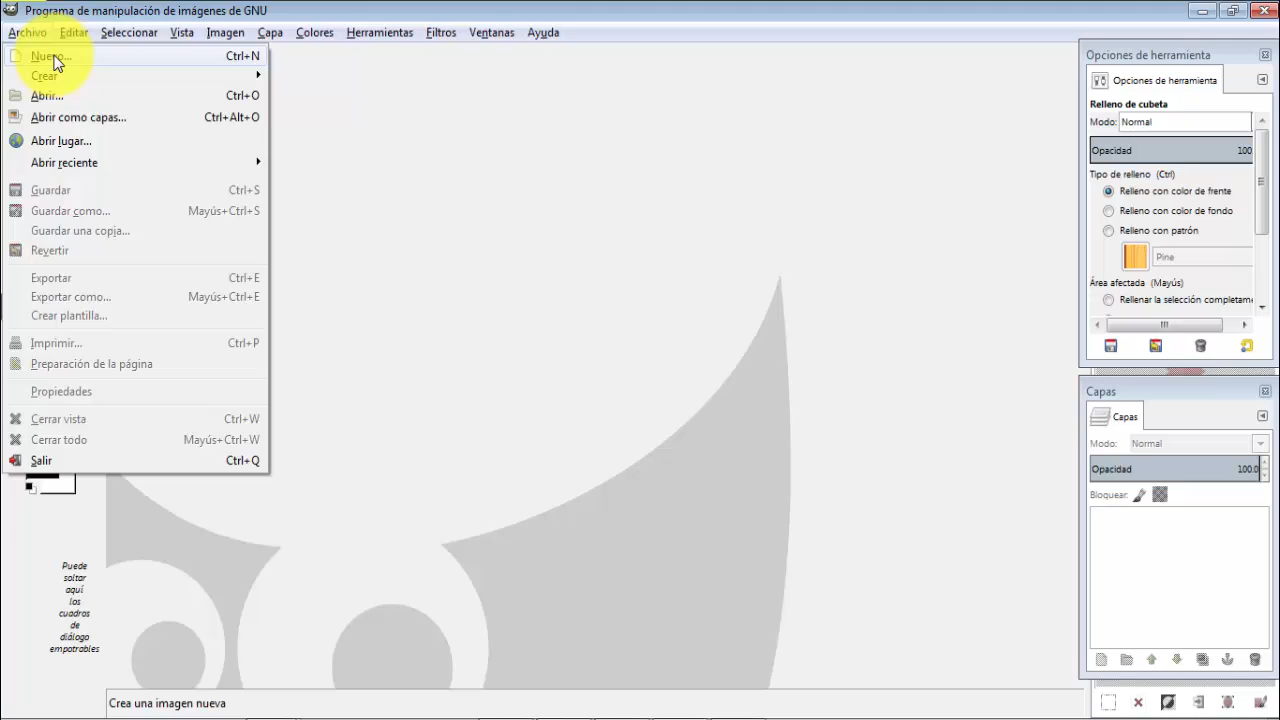 Programa de manipulación de imágenes de GNU
Archivo Editar Seleccionar Vista Imagen Capa Colores Herramientas Filtros Ventanas Ayuda
Nuevo... Ctrl+N
Crear
Abrir... Ctrl+O
Abrir como capas... Ctrl+Alt+O
Abrir lugar...
Abrir reciente
Guardar Ctrl+S
Guardar como... Mayús+Ctrl+S
Guardar una copia...
Revertir
Exportar Ctrl+E
Exportar como... Mayús+Ctrl+E
Crear plantilla...
Imprimir... Ctrl+P
Preparación de la página
Propiedades
Cerrar vista Ctrl+W
Cerrar todo Mayús+Ctrl+W
Salir Ctrl+Q
Puede
soltar
aquí
los
cuadros
de
diálogo
empotrables
Crea una imagen nueva
Opciones de herramienta
Opciones de herramienta
Relleno de cubeta
Modo: Normal
Opacidad 100
Tipo de relleno (Ctrl)
Relleno con color de frente
Relleno con color de fondo
Relleno con patrón
Pine
Área afectada (Mayús)
Rellenar la selección completame
Capas
Capas
Modo: Normal
Opacidad 100.0
Bloquear: